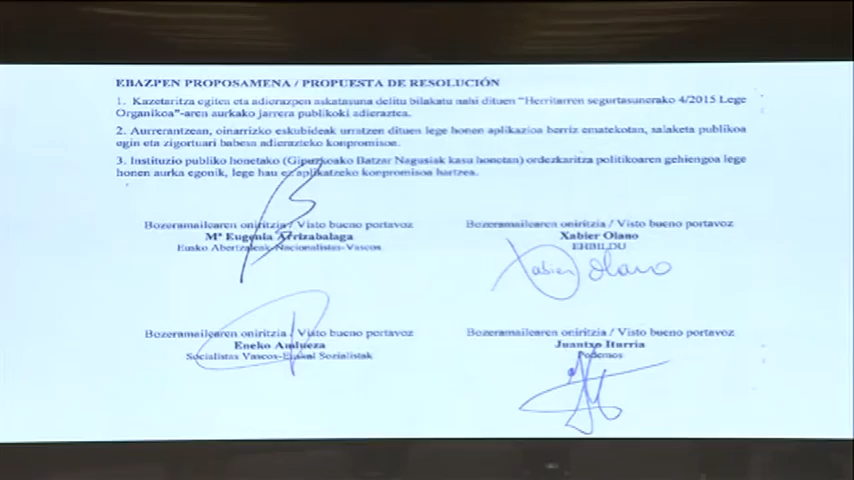 EBAZPEN PROPOSAMENA / PROPUESTA DE RESOLUCIÓN
1. Kazetaritza egitea eta adierazpen askatasuna delitu bilakatu nahi dituen "Herritarren segurtasunerako 4/2015 Lege
Organikoa"-aren aurkako jarrera publikoki adieraztea.
2. Aurrerantzean, oinarrizko eskubideak urratzen dituen lege honen aplikazioa berriz ematekotan, salaketa publikoa
egin eta zigortuari babesa adierazteko konpromisoa.
3. Instituzio publiko honetako (Gipuzkoako Batzar Nagusiak kasu honetan) ordezkaritza politikoaren gehiengoa lege
honen aurka egonik, lege hau ez aplikatzeko konpromisoa hartzea.
Bozeramailearen oniritzia / Visto bueno portavoz
Mª Eugenia Arrizabalaga
Eusko Abertzaleak-Nacionalistas-Vascos
Bozeramailearen oniritzia / Visto bueno portavoz
Xabier Olano
EHBILDU
Xabier Olano
Bozeramailearen oniritzia / Visto bueno portavoz
Eneko Andueza
Socialistas Vascos-Euskal Sozialistak
Bozeramailearen oniritzia / Visto bueno portavoz
Juantxo Iturria
Podemos